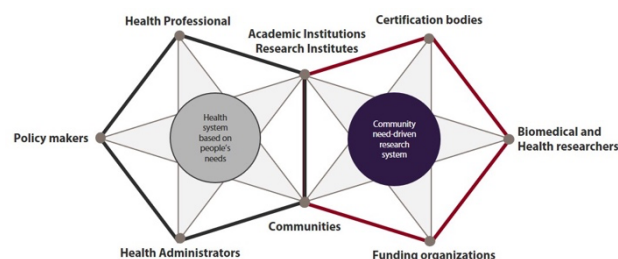 Health Professional
Academic Institutions
Research Institutes
Certification bodies
Policy makers
Health
system
based on
people's
needs
Community
need-driven
research
system
Biomedical and
Health researchers
Communities
Health Administrators
Funding organizations